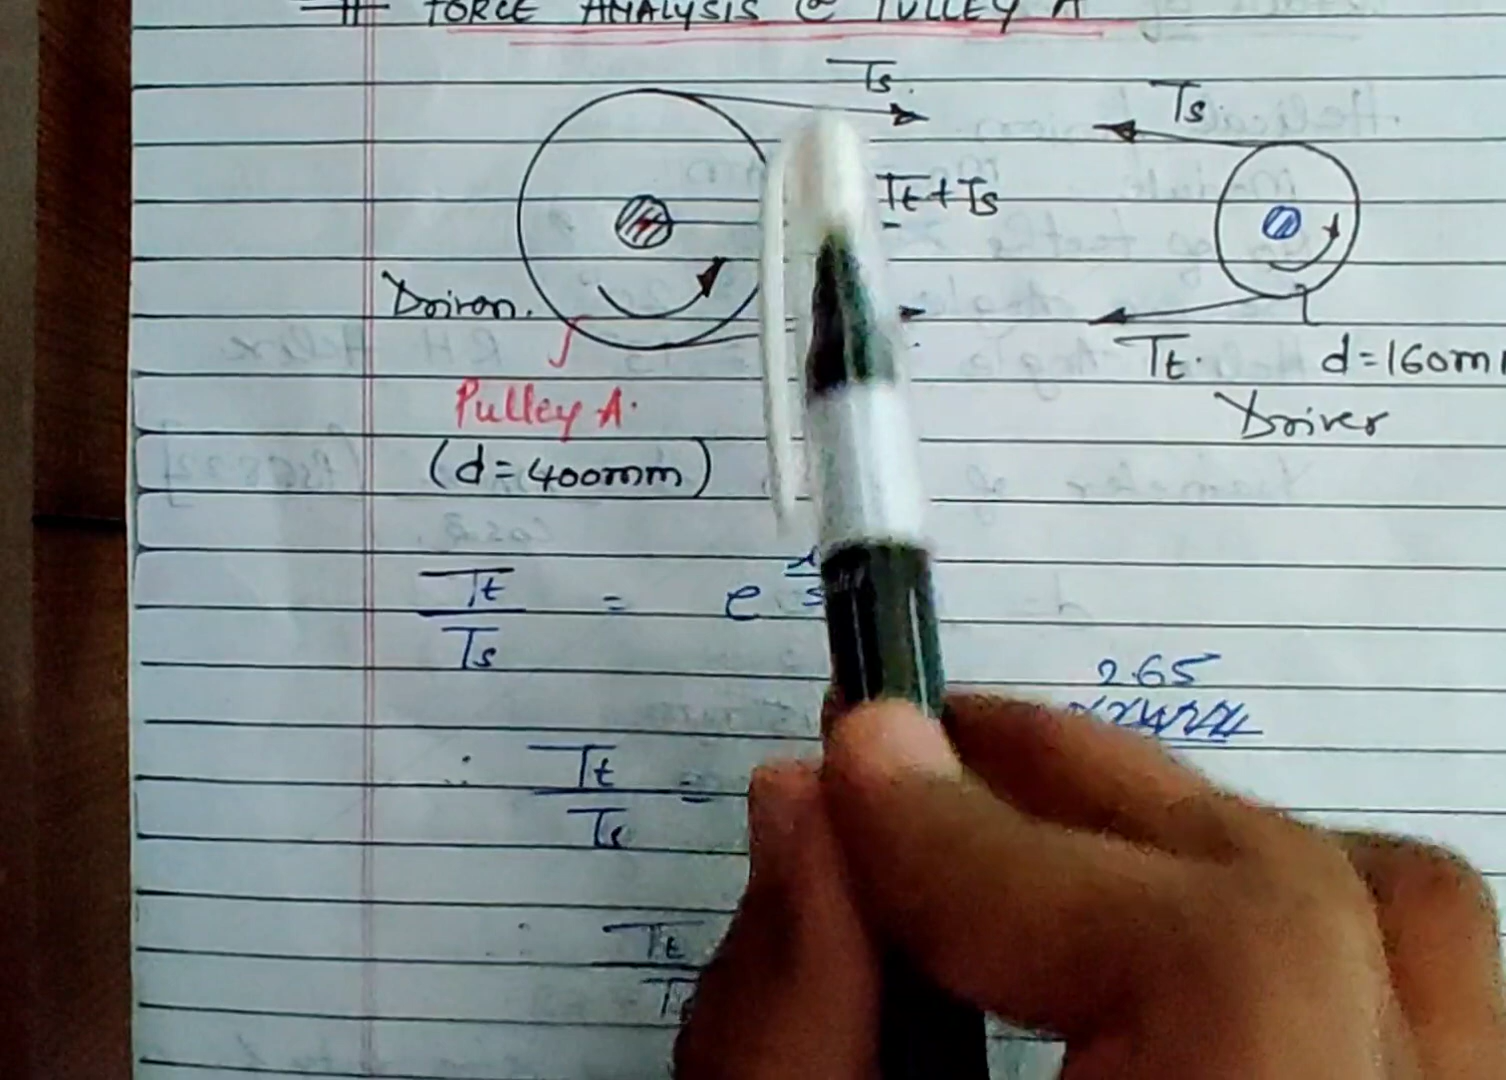 # FORCE ANALYSIS @ PULLEY A
Ts.
Ts
Tt + Ts
Driven.
Tt.
d=160m
Driver
Pulley A.
(d=400mm)
Tt
Ts
= e
2.65
∴ Tt
Ts
=
∴ Tt